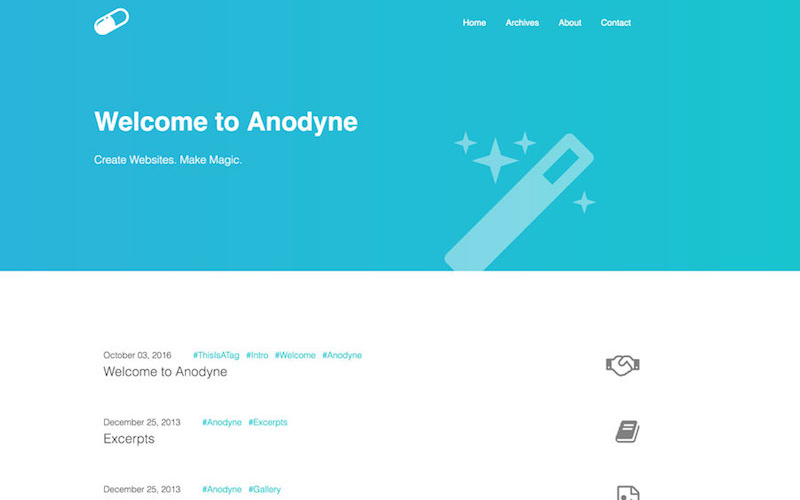 Home Archives About Contact
Welcome to Anodyne
Create Websites. Make Magic.
October 03, 2016 #ThisIsATag #Intro #Welcome #Anodyne
Welcome to Anodyne
December 25, 2013 #Anodyne #Excerpts
Excerpts
December 25, 2013 #Anodyne #Gallery